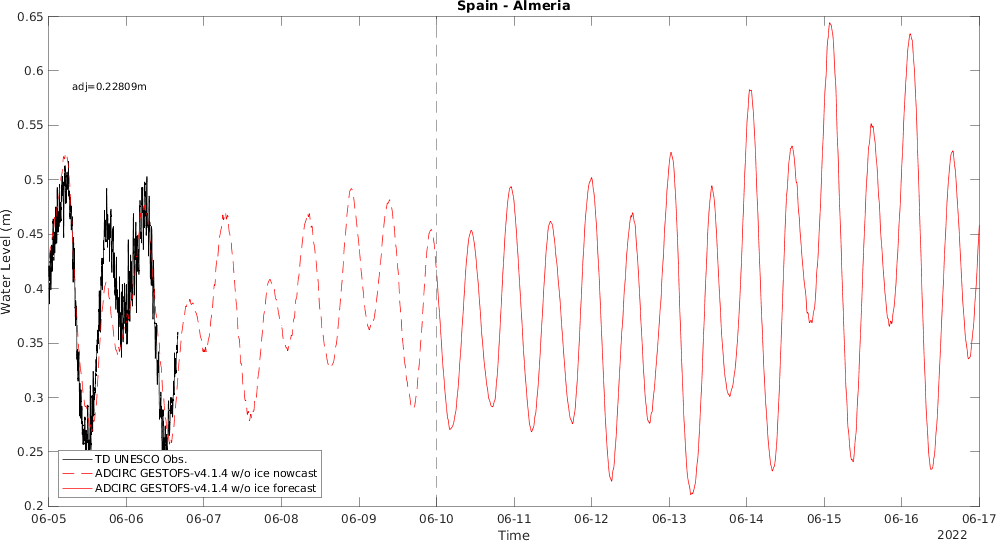 Spain - Almeria
0.65
0.6
0.55
0.5
0.45
0.4
0.35
0.3
0.25
0.2
Water Level (m)
adj=0.22809m
TD UNESCO Obs.
ADCIRC GESTOFS-v4.1.4 w/o ice nowcast
ADCIRC GESTOFS-v4.1.4 w/o ice forecast
06-05 06-06 06-07 06-08 06-09 06-10 06-11 06-12 06-13 06-14 06-15 06-16 06-17
Time
2022